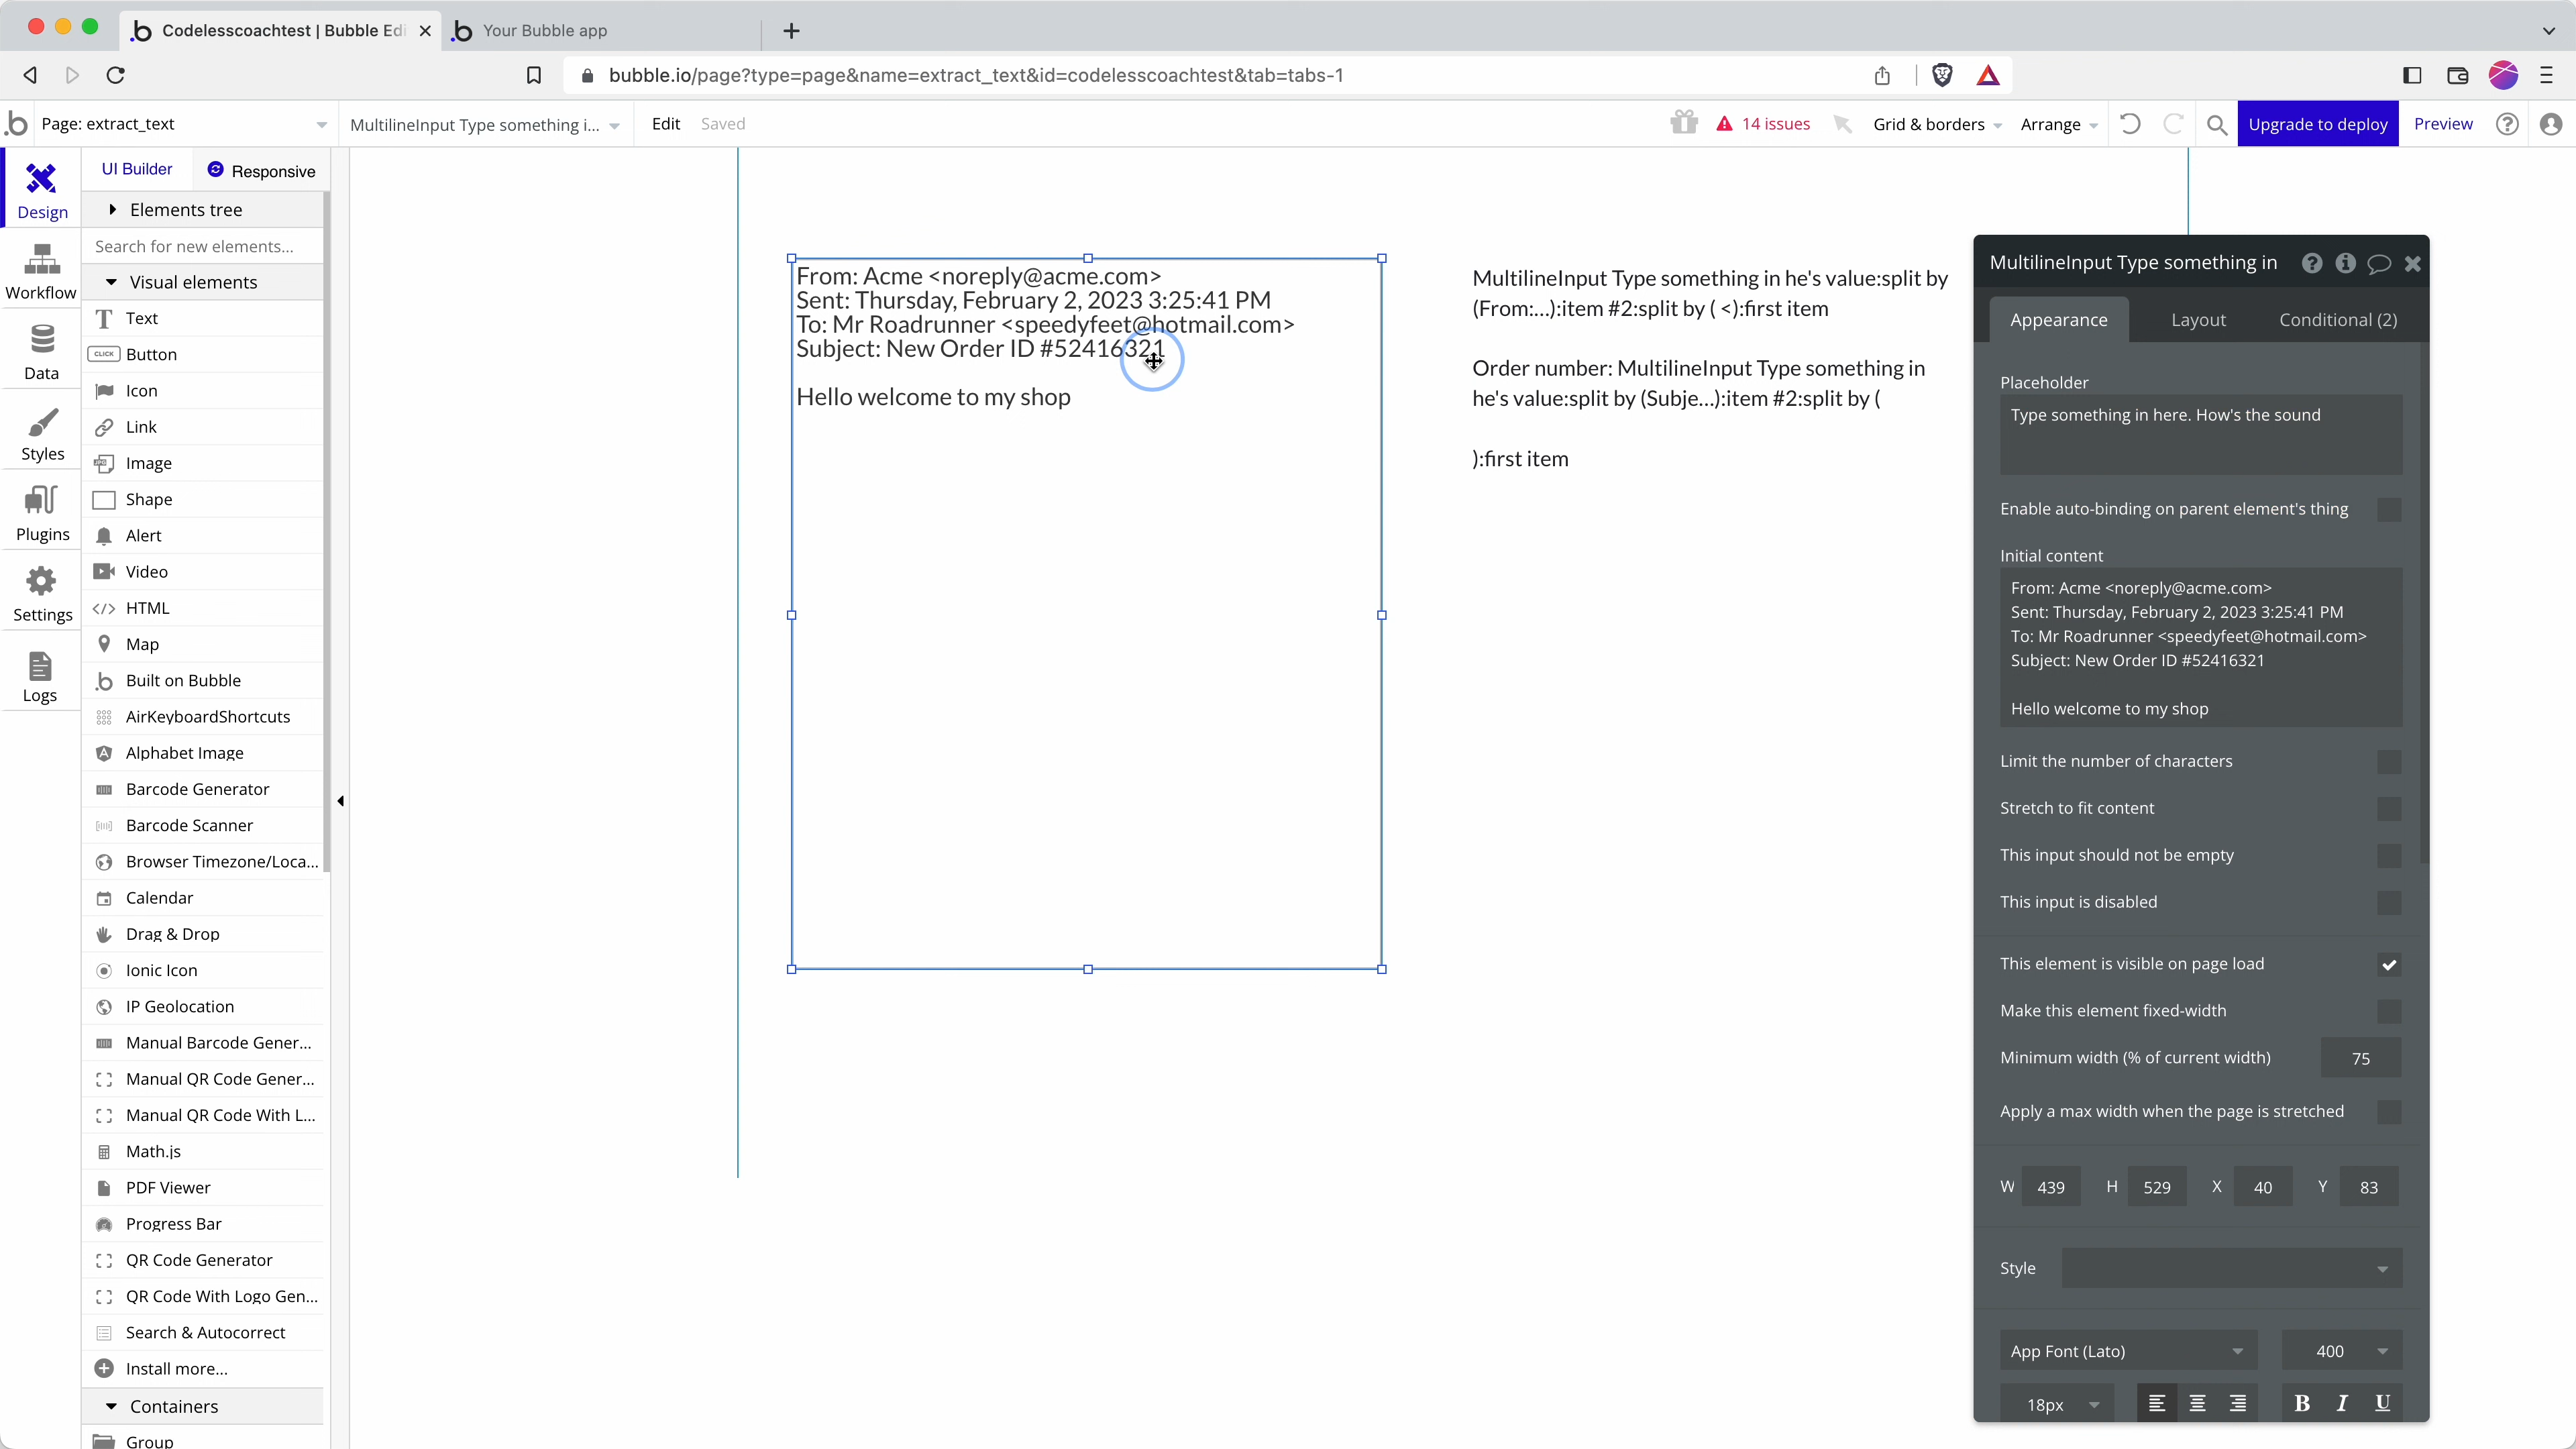 Codelesscoachtest | Bubble Edi
Your Bubble app
bubble.io/page?type=page&name=extract_text&id=codelesscoachtest&tab=tabs-1
Page: extract_text
MultilineInput Type something i...
Edit
Saved
14 issues
Grid & borders
Arrange
Upgrade to deploy
Preview
Design
Workflow
Data
Styles
Plugins
Settings
Logs
UI Builder
Responsive
Elements tree
Search for new elements...
Visual elements
Text
CLICK
Button
Icon
Link
Image
Shape
Alert
Video
</> HTML
Map
Built on Bubble
AirKeyboardShortcuts
Alphabet Image
Barcode Generator
Barcode Scanner
Browser Timezone/Loca...
Calendar
Drag & Drop
Ionic Icon
IP Geolocation
Manual Barcode Gener...
Manual QR Code Gener...
Manual QR Code With L...
Math.js
PDF Viewer
Progress Bar
QR Code Generator
QR Code With Logo Gen...
Search & Autocorrect
Install more...
Containers
Group
From: Acme <noreply@acme.com>
Sent: Thursday, February 2, 2023 3:25:41 PM
To: Mr Roadrunner <speedyfeet@hotmail.com>
Subject: New Order ID #52416321
Hello welcome to my shop
MultilineInput Type something in he's value:split by
(From:...):item #2:split by ( <):first item
Order number: MultilineInput Type something in
he's value:split by (Subje...):item #2:split by (
):first item
MultilineInput Type something in
Appearance
Layout
Conditional (2)
Placeholder
Type something in here. How's the sound
Enable auto-binding on parent element's thing
Initial content
From: Acme <noreply@acme.com>
Sent: Thursday, February 2, 2023 3:25:41 PM
To: Mr Roadrunner <speedyfeet@hotmail.com>
Subject: New Order ID #52416321
Hello welcome to my shop
Limit the number of characters
Stretch to fit content
This input should not be empty
This input is disabled
This element is visible on page load
Make this element fixed-width
Minimum width (% of current width)
75
Apply a max width when the page is stretched
W 439 H 529 X 40 Y 83
Style
App Font (Lato)
400
18px
B I U